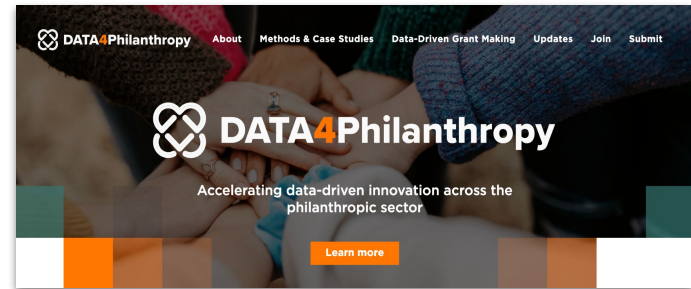 DATA4Philanthropy About Methods & Case Studies Data-Driven Grant Making Updates Join Submit
DATA4Philanthropy
Accelerating data-driven innovation across the
philanthropic sector
Learn more